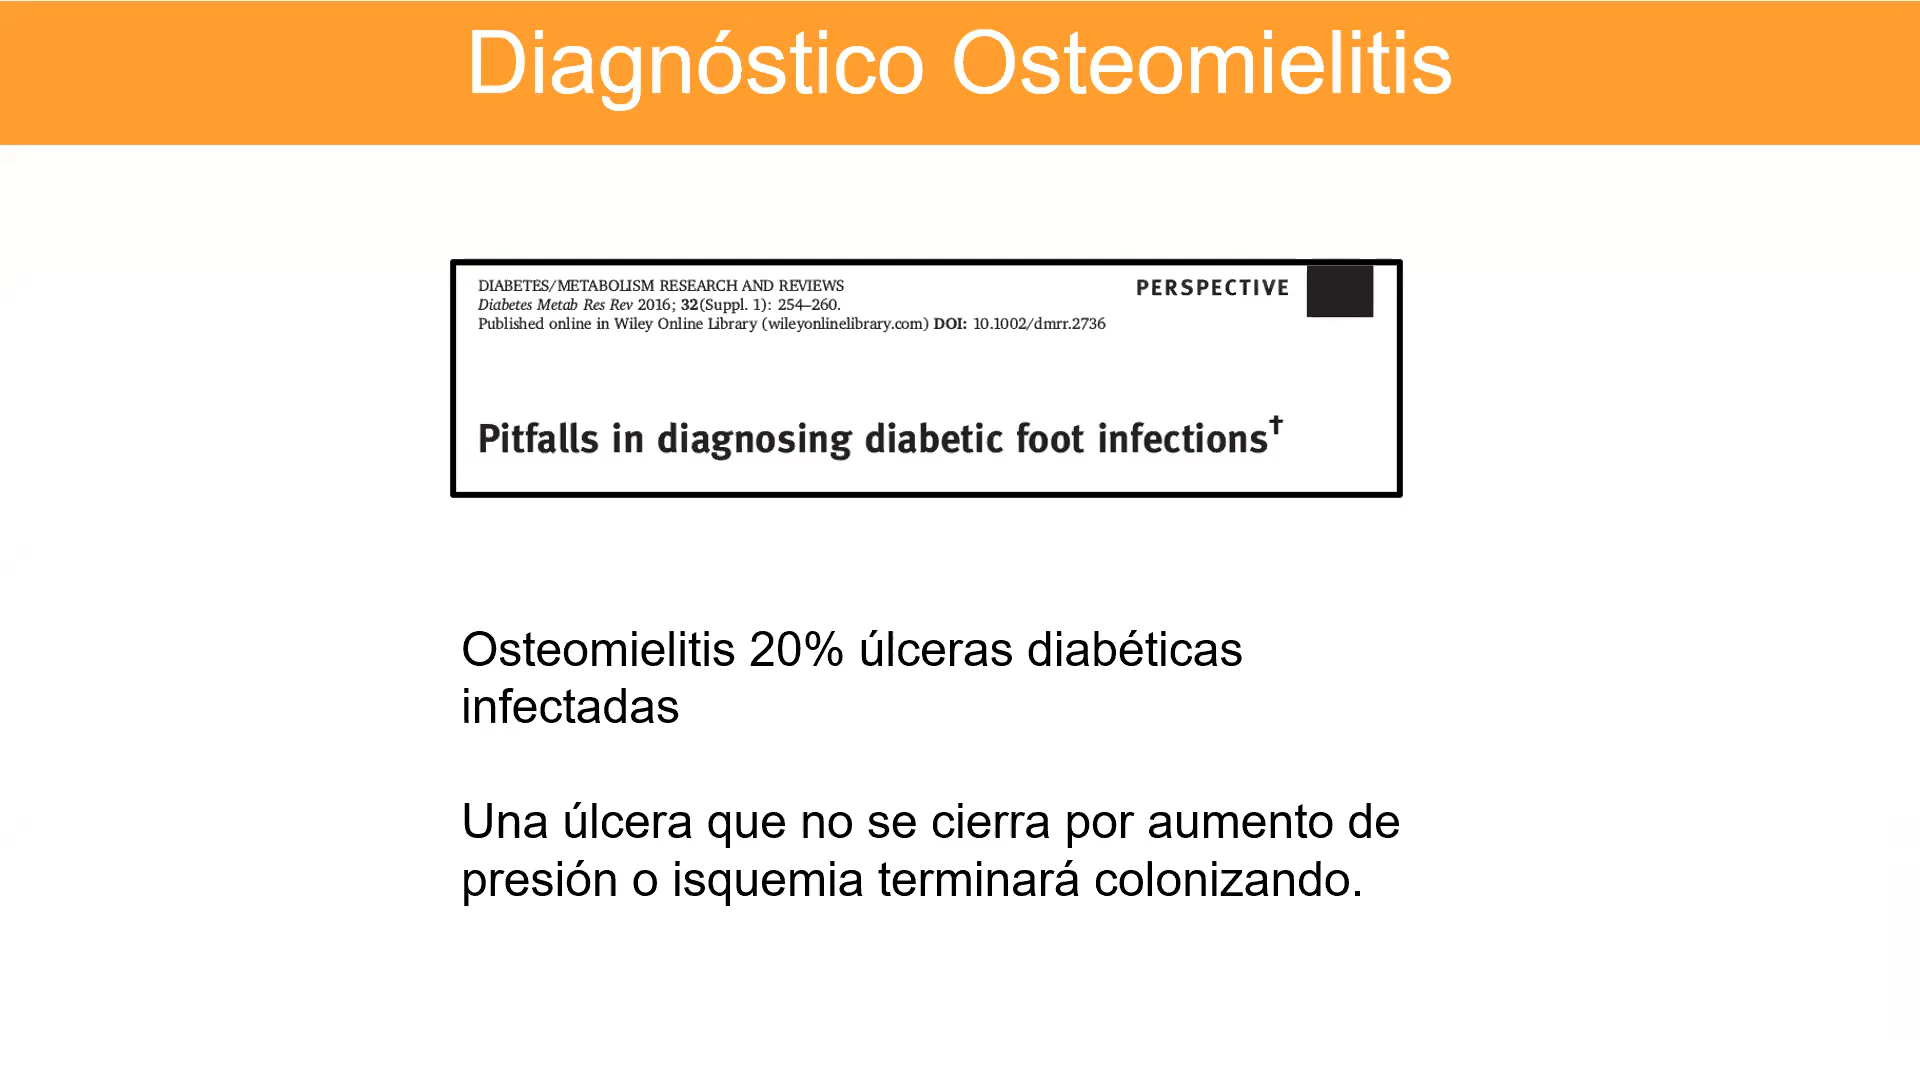 Diagnóstico Osteomielitis
DIABETES/METABOLISM RESEARCH AND REVIEWS
Diabetes Metab Res Rev 2016; 32(Suppl. 1): 254–260.
Published online in Wiley Online Library (wileyonlinelibrary.com) DOI: 10.1002/dmrr.2736
PERSPECTIVE
Pitfalls in diagnosing diabetic foot infections†
Osteomielitis 20% úlceras diabéticas
infectadas
Una úlcera que no se cierra por aumento de
presión o isquemia terminará colonizando.